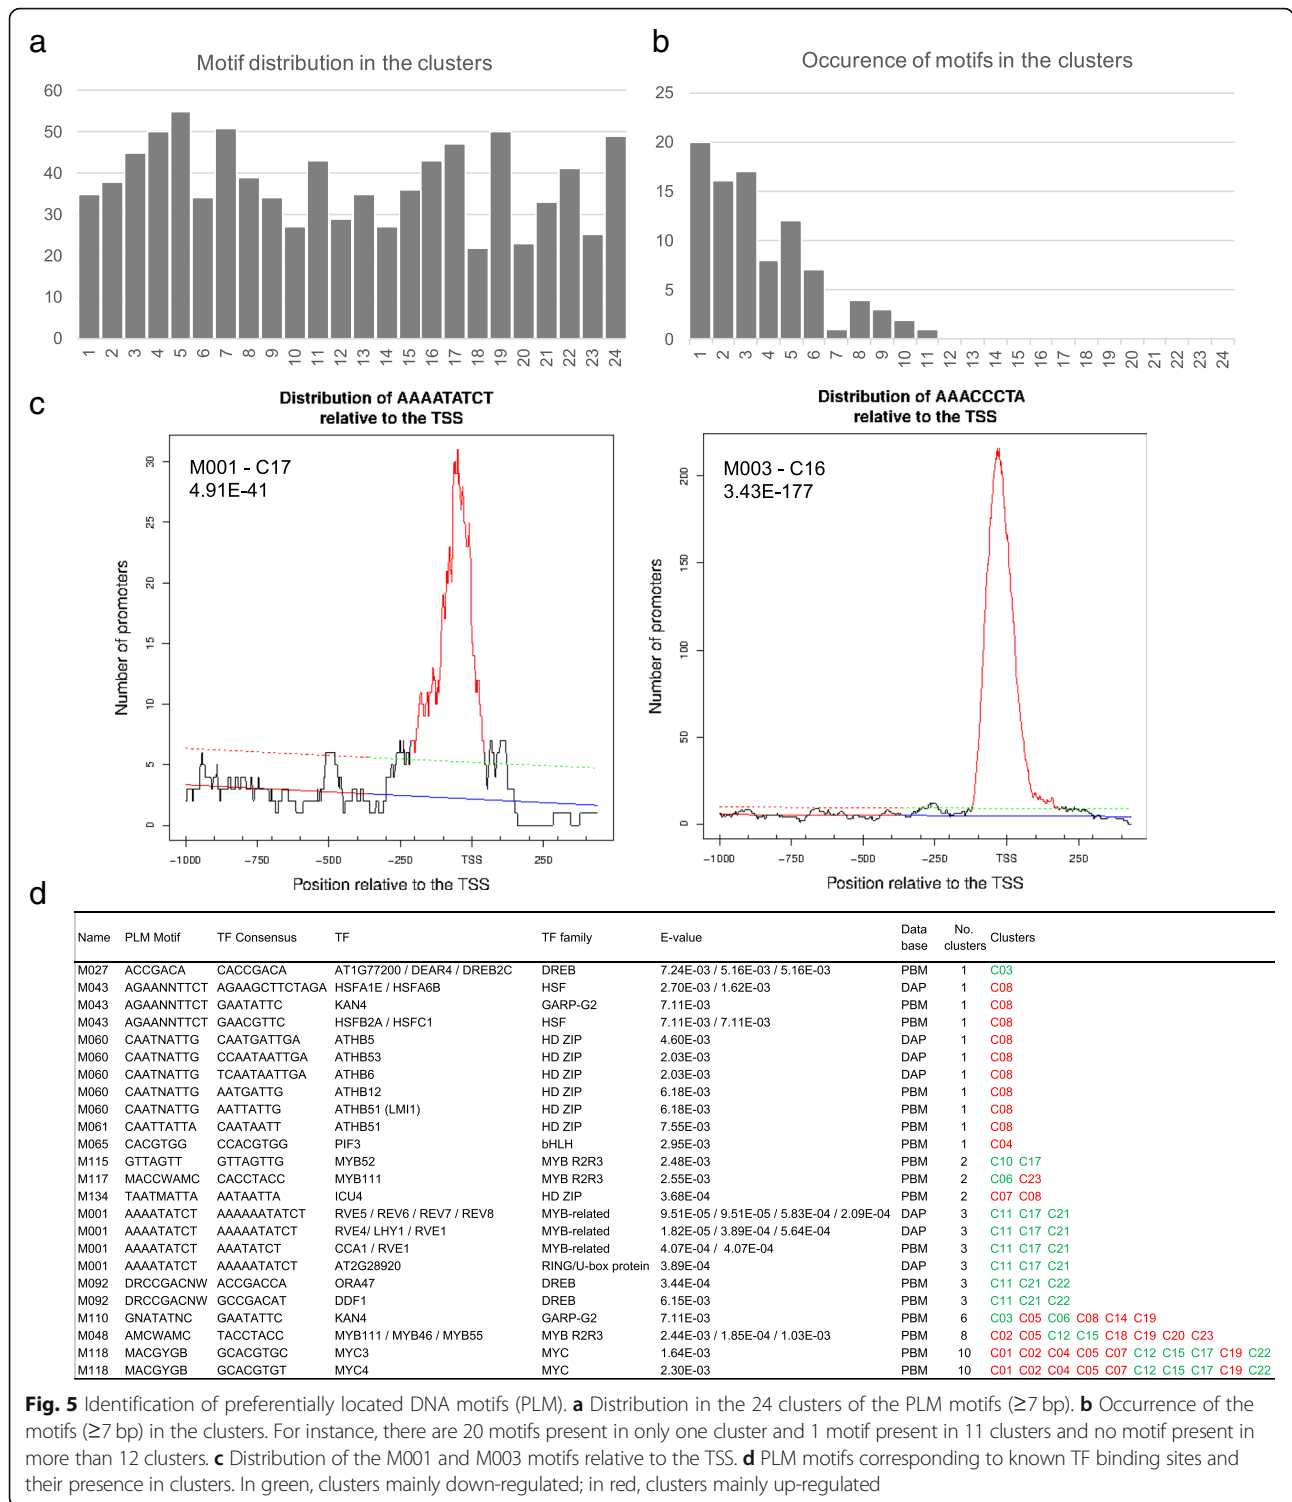 a
Motif distribution in the clusters
60
50
40
30
20
10
0
1 2 3 4 5 6 7 8 9 10 11 12 13 14 15 16 17 18 19 20 21 22 23 24
b
Occurence of motifs in the clusters
25
20
15
10
5
0
1 2 3 4 5 6 7 8 9 10 11 12 13 14 15 16 17 18 19 20 21 22 23 24
c
Distribution of AAAATATCT
relative to the TSS
M001 - C17
4.91E-41
Number of promoters
30
25
20
15
10
5
0
-1000 -750 -500 -250 TSS 250
Position relative to the TSS
Distribution of AAACCCTA
relative to the TSS
M003 - C16
3.43E-177
Number of promoters
200
150
100
50
0
-1000 -750 -500 -250 TSS 250
Position relative to the TSS
d
Name PLM Motif TF Consensus TF TF family E-value Data base No. clusters Clusters
M027 ACCGACA CACCGACA AT1G77200 / DEAR4 / DREB2C DREB 7.24E-03 / 5.16E-03 / 5.16E-03 PBM 1 C03
M043 AGAANNTTCT AGAAGCTTCTAGA HSFA1E / HSFA6B HSF 2.70E-03 / 1.62E-03 DAP 1 C08
M043 AGAANNTTCT GAATATTC KAN4 GARP-G2 7.11E-03 PBM 1 C08
M043 AGAANNTTCT GAACGTTC HSFB2A / HSFC1 HSF 7.11E-03 / 7.11E-03 PBM 1 C08
M060 CAATNATTG CAATGATTGA ATHB5 HD ZIP 4.60E-03 DAP 1 C08
M060 CAATNATTG CCAATAATTGA ATHB53 HD ZIP 2.03E-03 DAP 1 C08
M060 CAATNATTG TCAATAATTGA ATHB6 HD ZIP 2.03E-03 DAP 1 C08
M060 CAATNATTG AATGATTG ATHB12 HD ZIP 6.18E-03 PBM 1 C08
M060 CAATNATTG AATTATTG ATHB51 (LMI1) HD ZIP 6.18E-03 PBM 1 C08
M061 CAATTATTA CAATAATT ATHB51 HD ZIP 7.55E-03 PBM 1 C08
M065 CACGTGG CCACGTGG PIF3 bHLH 2.95E-03 PBM 1 C04
M115 GTTAGTT GTTAGTTG MYB52 MYB R2R3 2.48E-03 PBM 2 C10 C17
M117 MACCWAMC CACCTACC MYB111 MYB R2R3 2.55E-03 PBM 2 C06 C23
M134 TAATMATTA AATAATTA ICU4 HD ZIP 3.68E-04 PBM 2 C07 C08
M001 AAAATATCT AAAAAATATCT RVE5 / REV6 / REV7 / REV8 MYB-related 9.51E-05 / 9.51E-05 / 5.83E-04 / 2.09E-04 DAP 3 C11 C17 C21
M001 AAAATATCT AAAAATATCT RVE4/ LHY1 / RVE1 MYB-related 1.82E-05 / 3.89E-04 / 5.64E-04 DAP 3 C11 C17 C21
M001 AAAATATCT AAATATCT CCA1 / RVE1 MYB-related 4.07E-04 / 4.07E-04 PBM 3 C11 C17 C21
M001 AAAATATCT AAAAATATCT AT2G28920 RING/U-box protein 3.89E-04 DAP 3 C11 C17 C21
M092 DRCCGACNW ACCGACCA ORA47 DREB 3.44E-04 PBM 3 C11 C21 C22
M092 DRCCGACNW GCCGACAT DDF1 DREB 6.15E-03 PBM 3 C11 C21 C22
M110 GNATATNC GAATATTC KAN4 GARP-G2 7.11E-03 PBM 6 C03 C05 C06 C08 C14 C19
M048 AMCWAMC TACCTACC MYB111 / MYB46 / MYB55 MYB R2R3 2.44E-03 / 1.85E-04 / 1.03E-03 PBM 8 C02 C05 C12 C15 C18 C19 C20 C23
M118 MACGYGB GCACGTGC MYC3 MYC 1.64E-03 PBM 10 C01 C02 C04 C05 C07 C12 C15 C17 C19 C22
M118 MACGYGB GCACGTGT MYC4 MYC 2.30E-03 PBM 10 C01 C02 C04 C05 C07 C12 C15 C17 C19 C22
Fig. 5 Identification of preferentially located DNA motifs (PLM). a Distribution in the 24 clusters of the PLM motifs (≥7 bp). b Occurrence of the
motifs (≥7 bp) in the clusters. For instance, there are 20 motifs present in only one cluster and 1 motif present in 11 clusters and no motif present in
more than 12 clusters. c Distribution of the M001 and M003 motifs relative to the TSS. d PLM motifs corresponding to known TF binding sites and
their presence in clusters. In green, clusters mainly down-regulated; in red, clusters mainly up-regulated